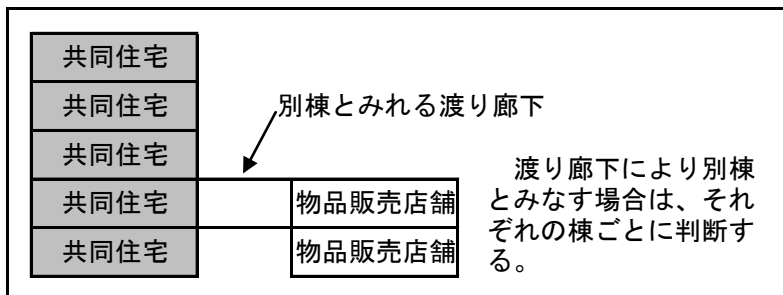 共同住宅
共同住宅
別棟とみれる渡り廊下
共同住宅
共同住宅
物品販売店舗
共同住宅
物品販売店舗
渡り廊下により別棟
とみなす場合は、それ
ぞれの棟ごとに判断す
る。